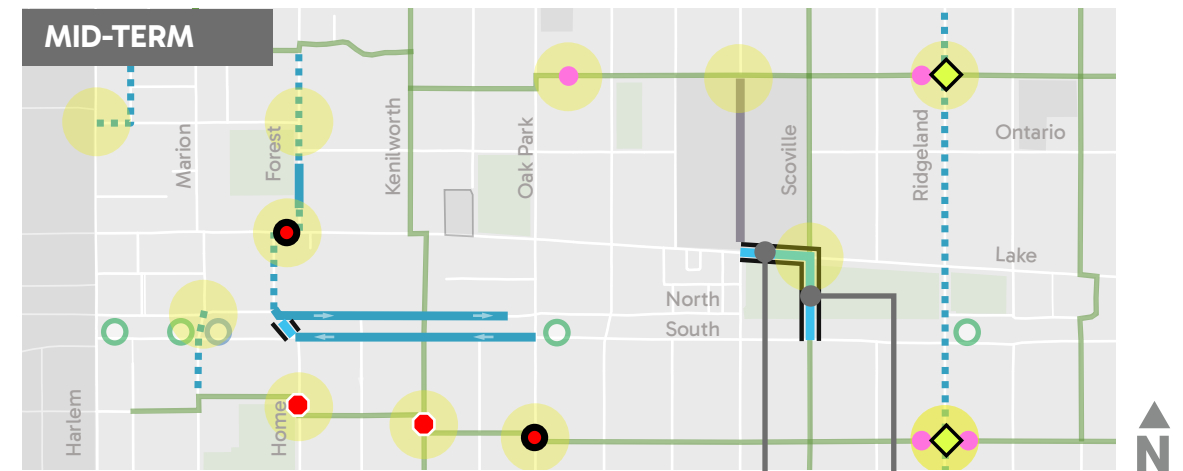 MID-TERM
Marion
Forest
Kenilworth
Oak Park
Scoville
Ridgeland
Ontario
Lake
North
South
Harlem
Home
N